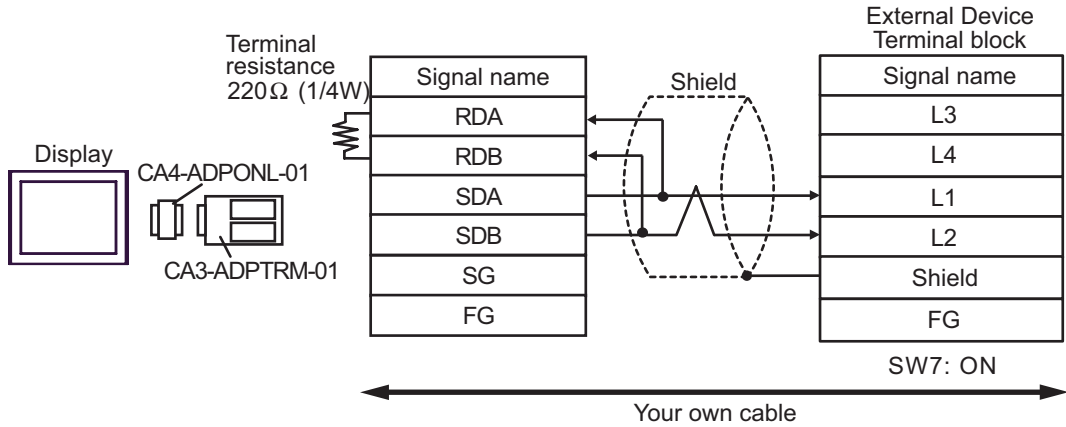 External Device
Terminal block
Terminal
resistance
220Ω (1/4W)
Signal name
RDA
RDB
SDA
SDB
SG
FG
Shield
Signal name
L3
L4
L1
L2
Shield
FG
SW7: ON
Display
CA4-ADPONL-01
CA3-ADPTRM-01
Your own cable